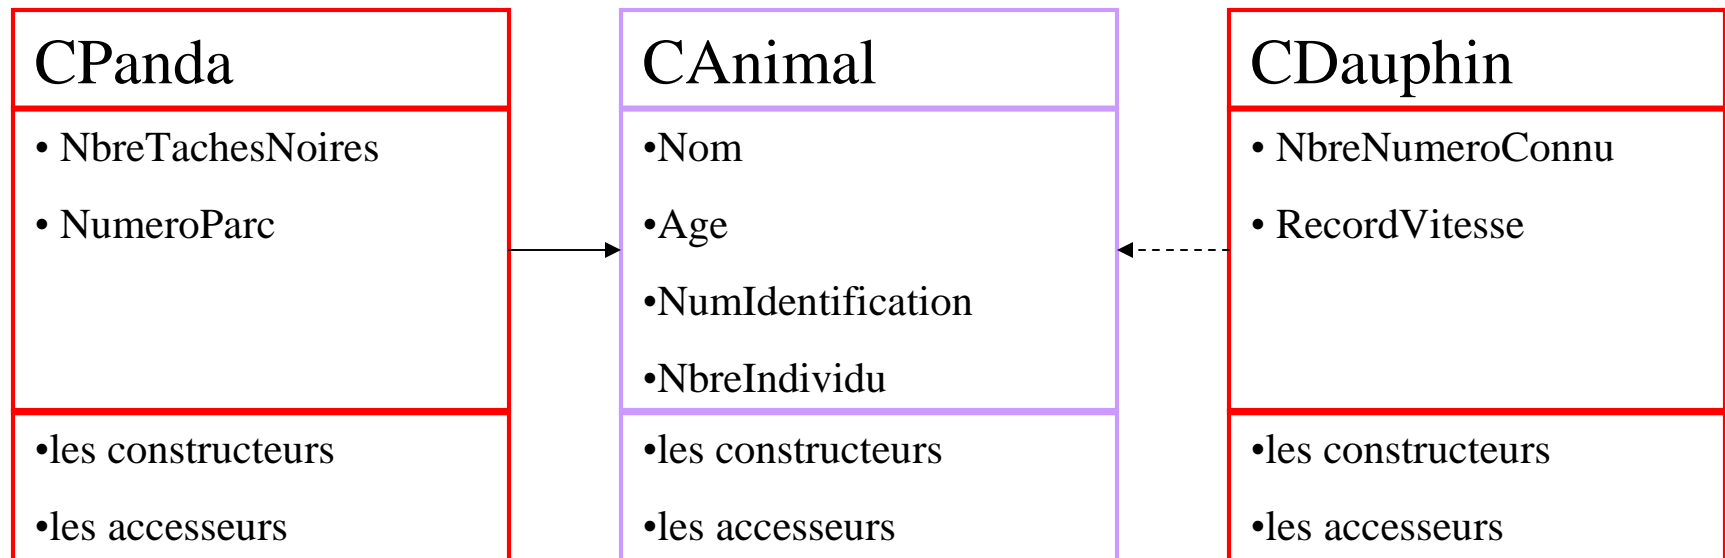 CPanda
• NbreTachesNoires
• NumeroParc
•les constructeurs
•les accesseurs
CAnimal
•Nom
•Age
•NumIdentification
•NbreIndividu
•les constructeurs
•les accesseurs
CDauphin
• NbreNumeroConnu
• RecordVitesse
•les constructeurs
•les accesseurs